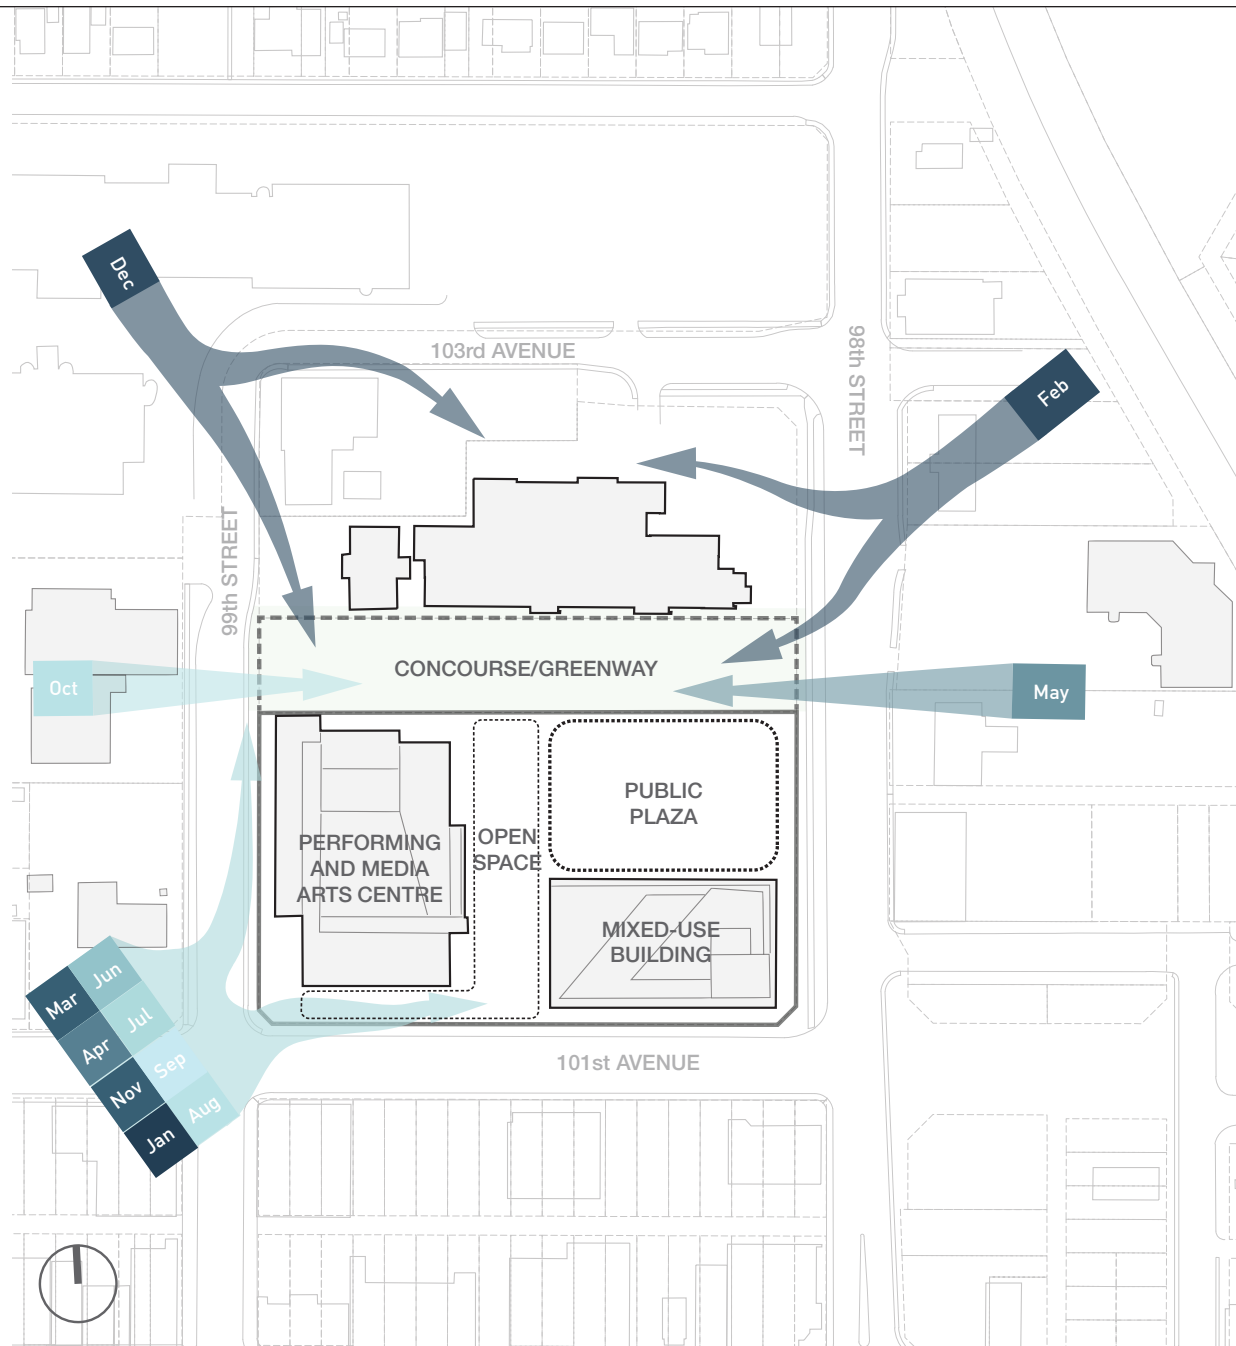 Dec
103rd AVENUE
98th STREET
Feb
99th STREET
CONCOURSE/GREENWAY
Oct
May
PUBLIC
PLAZA
PERFORMING
AND MEDIA
ARTS CENTRE
OPEN
SPACE
MIXED-USE
BUILDING
Mar
Jun
Apr
Jul
Nov
Sep
Jan
Aug
101st AVENUE